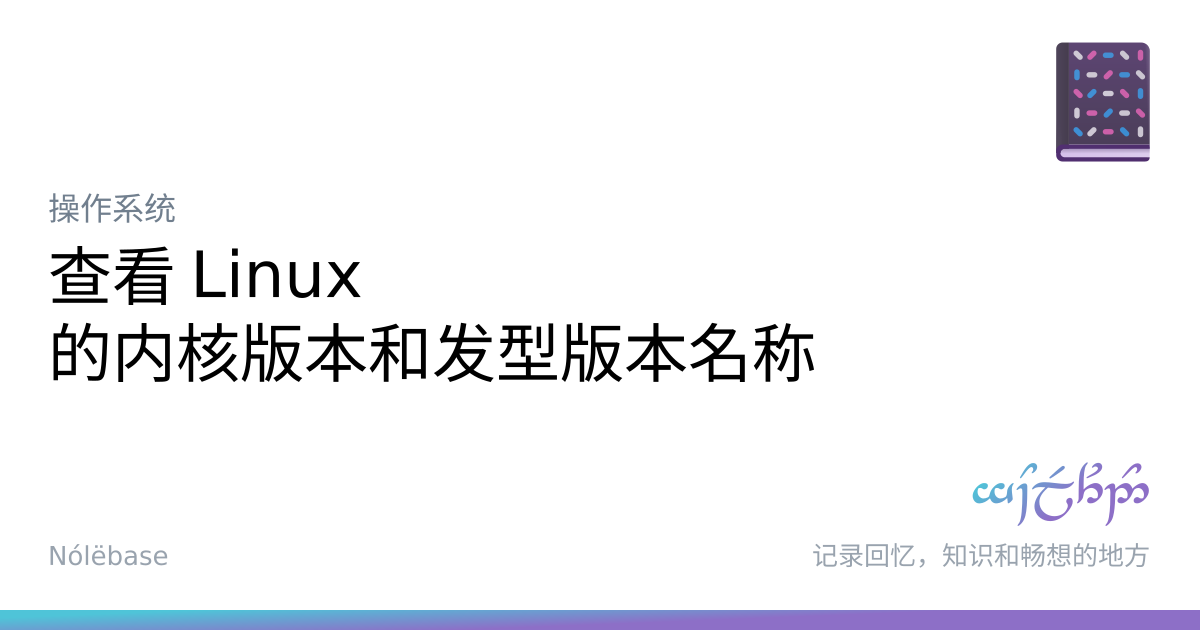 操作系统
查看 Linux
的内核版本和发型版本名称
Nólëbase
记录回忆，知识和畅想的地方